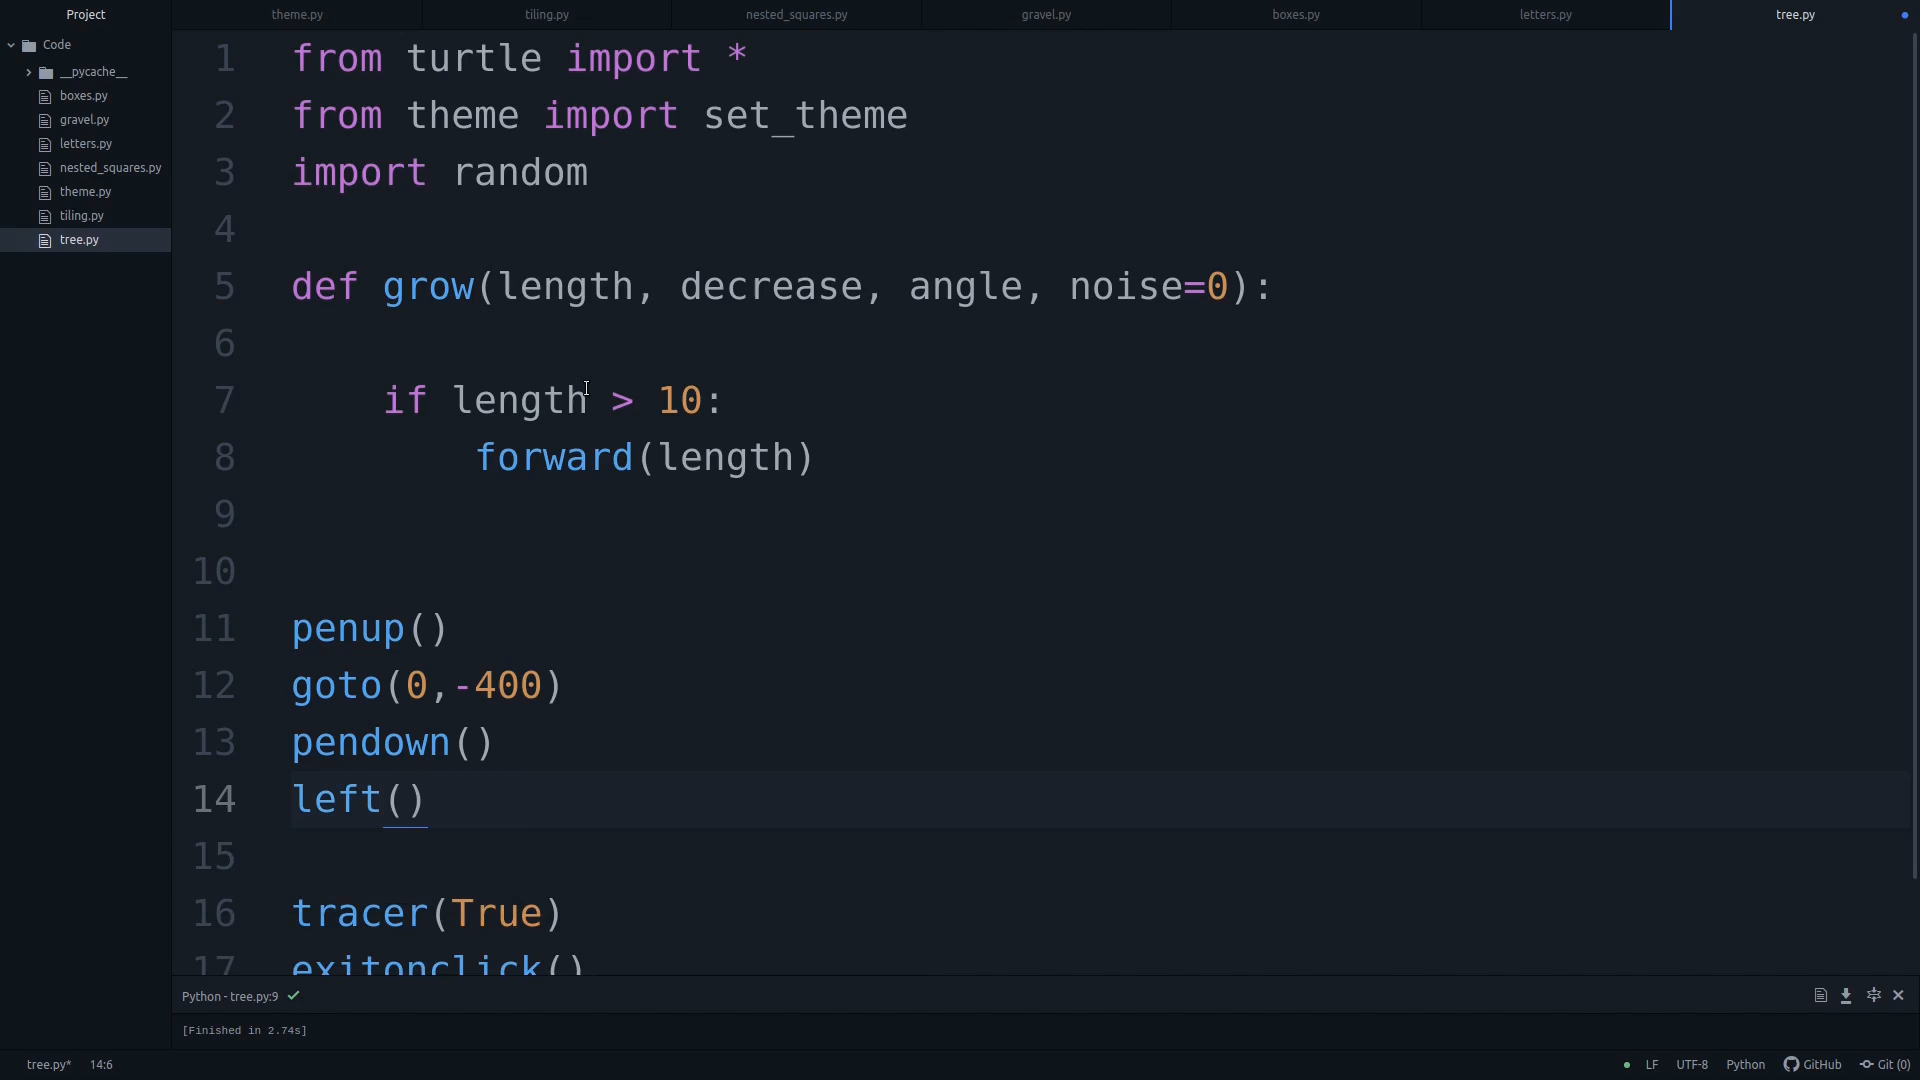 Project
theme.py
tiling.py
nested_squares.py
gravel.py
boxes.py
letters.py
tree.py
Code
__pycache__
boxes.py
gravel.py
letters.py
nested_squares.py
theme.py
tiling.py
tree.py
1 from turtle import *
2 from theme import set_theme
3 import random
4
5 def grow(length, decrease, angle, noise=0):
6
7     if length > 10:
8         forward(length)
9
10
11 penup()
12 goto(0,-400)
13 pendown()
14 left()
15
16 tracer(True)
17 exitonclick()
Python - tree.py:9
[Finished in 2.74s]
tree.py* 14:6 LF UTF-8 Python GitHub Git (0)